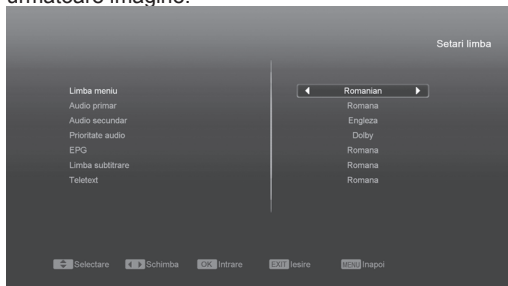 urmatoare imagine:
Setari limba
Limba meniu Romanian
Audio primar Romana
Audio secundar Engleza
Prioritate audio Dolby
EPG Romana
Limba subtitrare Romana
Teletext Romana
Selectare Schimba OK Intrare EXIT Iesire MENU Inapoi